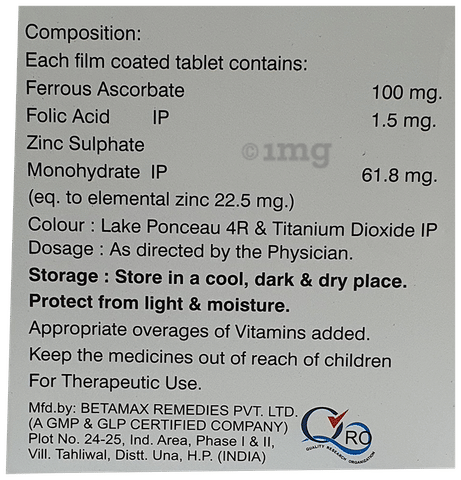 Composition:
Each film coated tablet contains:
Ferrous Ascorbate 100 mg.
Folic Acid IP 1.5 mg.
Zinc Sulphate
©1mg
Monohydrate IP 61.8 mg.
(eq. to elemental zinc 22.5 mg.)
Colour : Lake Ponceau 4R & Titanium Dioxide IP
Dosage : As directed by the Physician.
Storage : Store in a cool, dark & dry place.
Protect from light & moisture.
Appropriate overages of Vitamins added.
Keep the medicines out of reach of children
For Therapeutic Use.
Mfd.by: BETAMAX REMEDIES PVT. LTD.
(A GMP & GLP CERTIFIED COMPANY)
Plot No. 24-25, Ind. Area, Phase I & II,
Vill. Tahliwal, Distt. Una, H.P. (INDIA)
QRO
QUALITY RESEARCH ORGANISATION